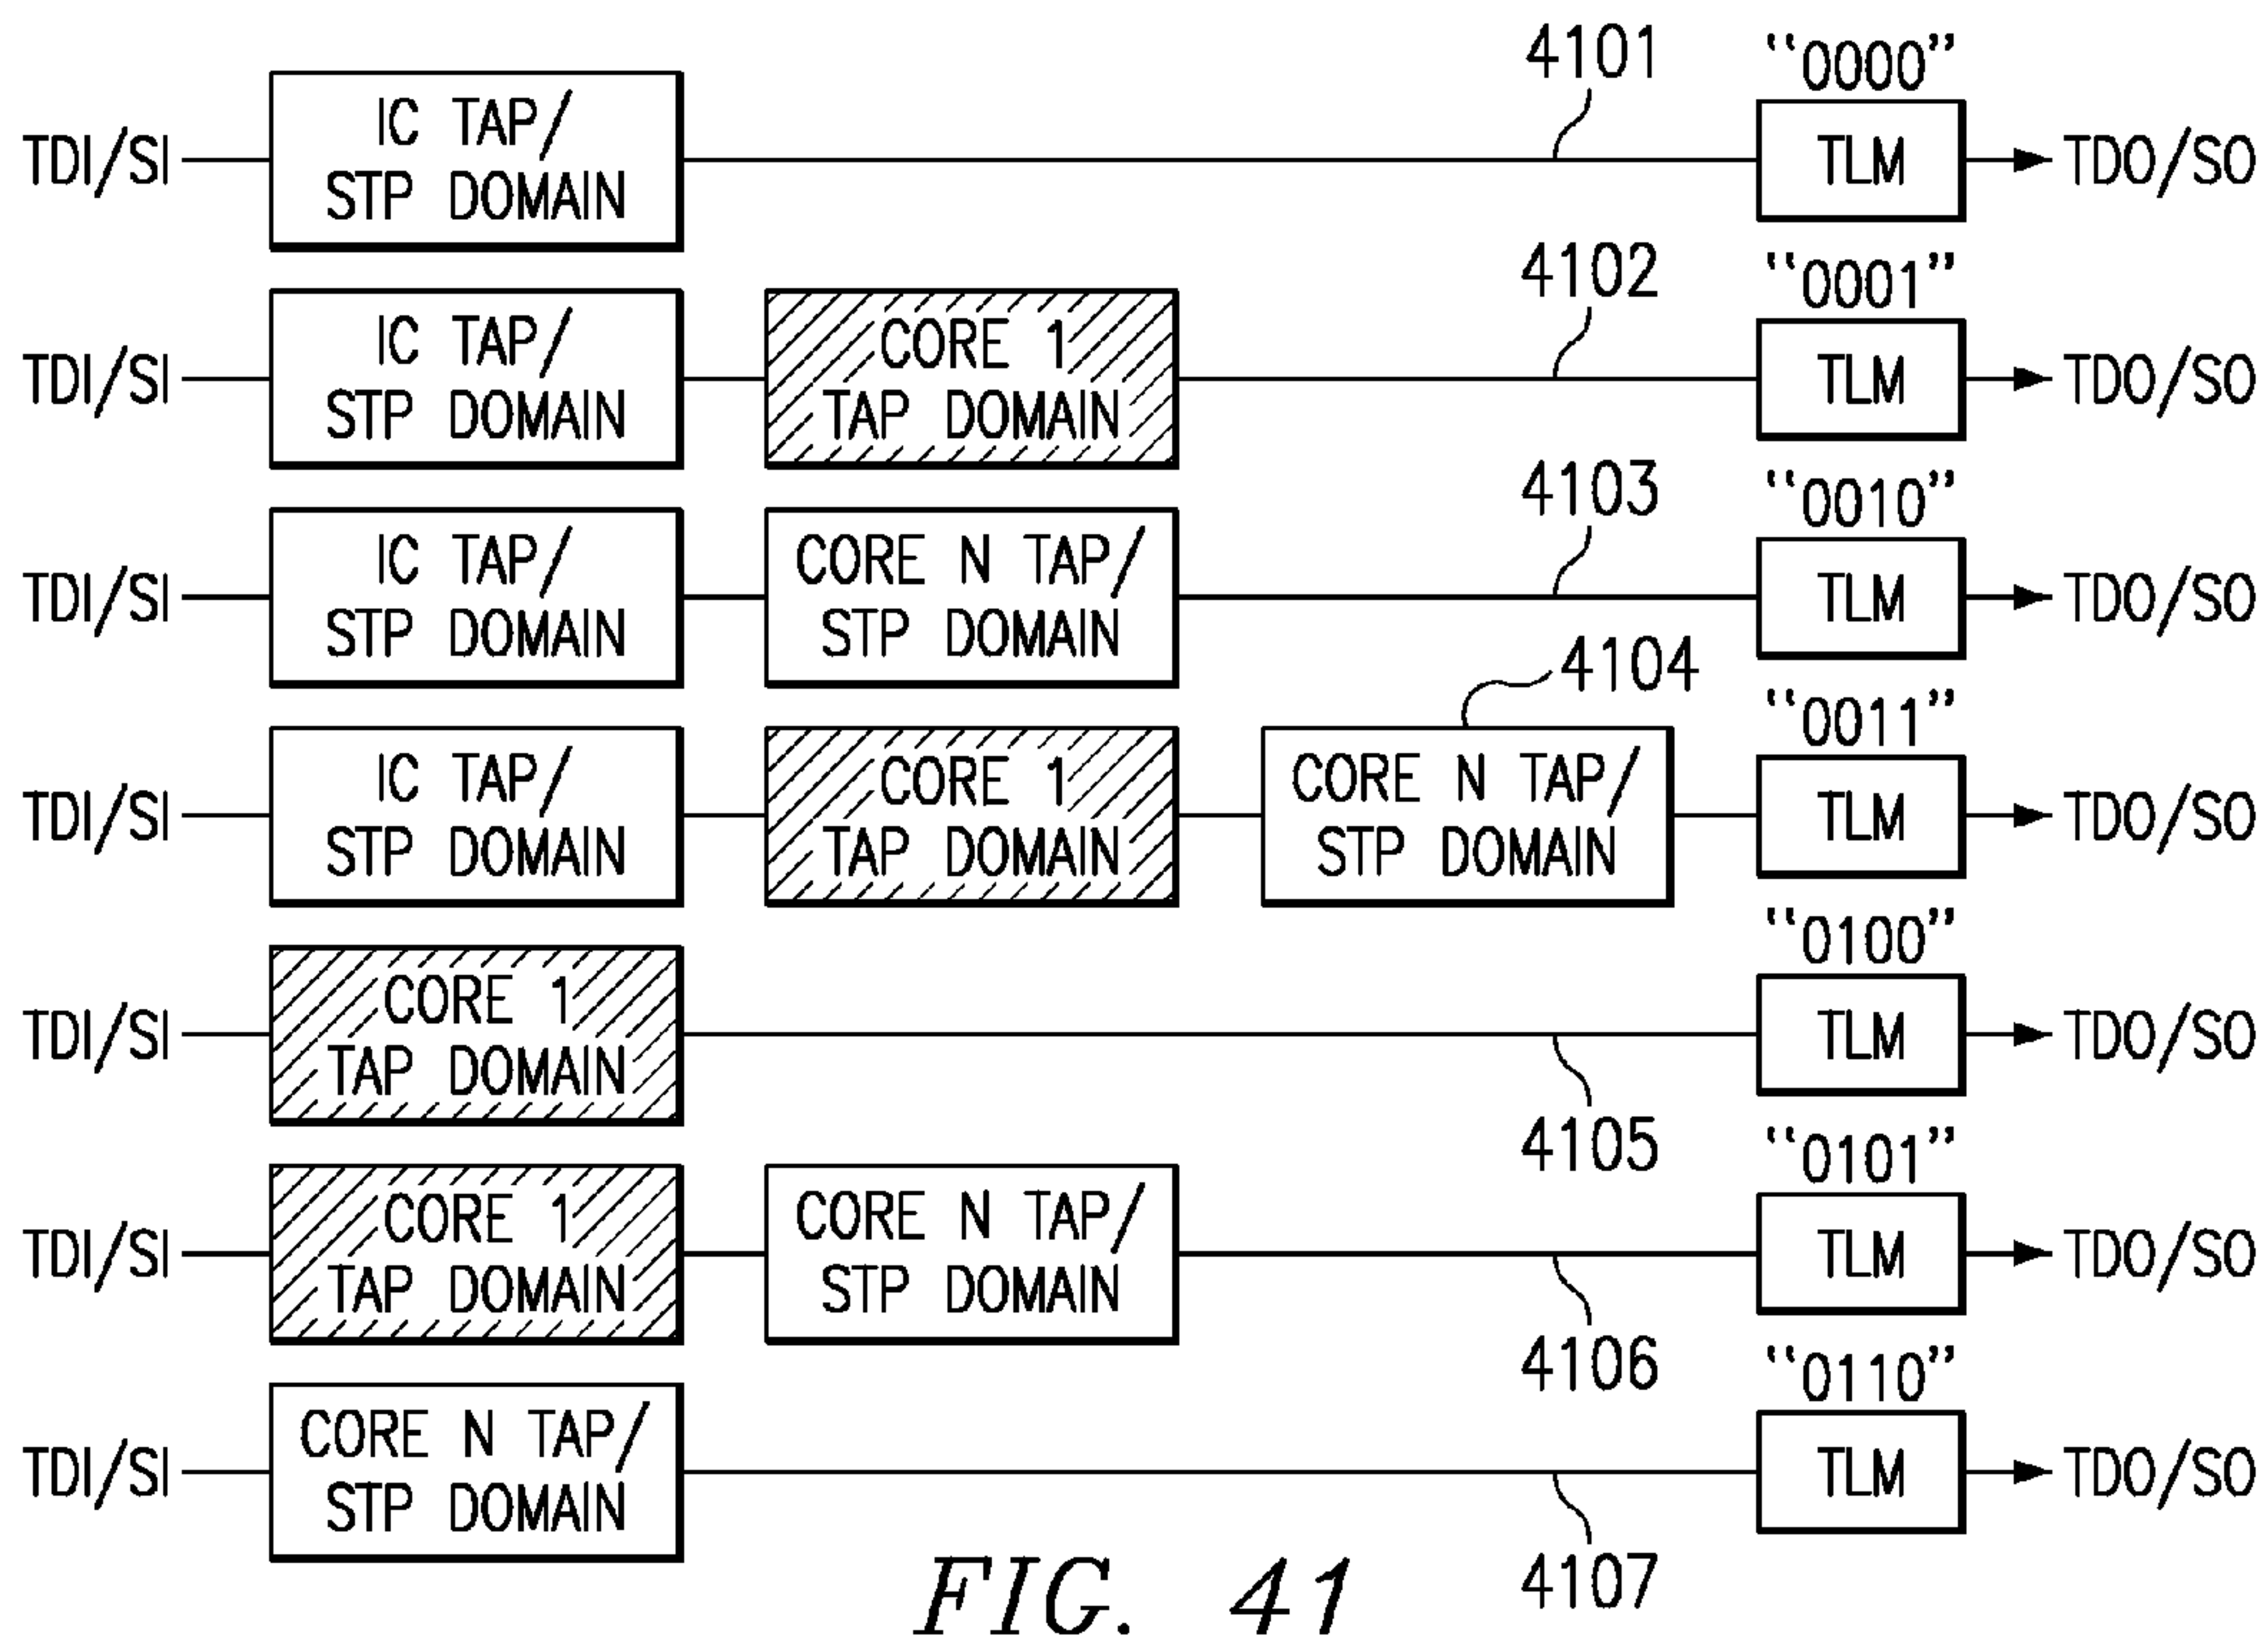 4101
“0000”
TDI/SI
IC TAP/
STP DOMAIN
TLM
TDO/SO
4102
“0001”
TDI/SI
IC TAP/
STP DOMAIN
CORE 1
TAP DOMAIN
TLM
TDO/SO
4103
“0010”
TDI/SI
IC TAP/
STP DOMAIN
CORE N TAP/
STP DOMAIN
TLM
TDO/SO
4104
“0011”
TDI/SI
IC TAP/
STP DOMAIN
CORE 1
TAP DOMAIN
CORE N TAP/
STP DOMAIN
TLM
TDO/SO
“0100”
TDI/SI
CORE 1
TAP DOMAIN
TLM
TDO/SO
4105
“0101”
TDI/SI
CORE 1
TAP DOMAIN
CORE N TAP/
STP DOMAIN
TLM
TDO/SO
4106
“0110”
TDI/SI
CORE N TAP/
STP DOMAIN
TLM
TDO/SO
4107
FIG. 41